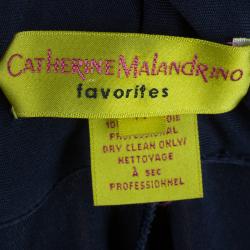 CATHERINE MALANDRINO
favorites
PROFESSIONAL
DRY CLEAN ONLY/
NETTOYAGE
À SEC
PROFESSIONNEL